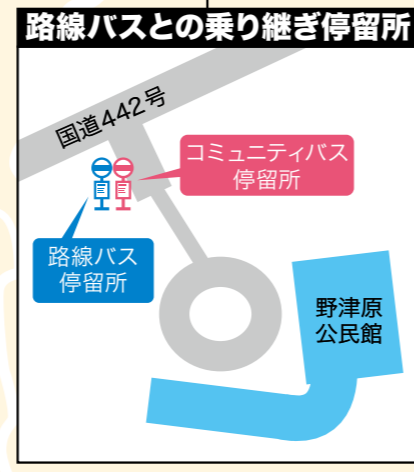 路線バスとの乗り継ぎ停留所
国道442号
コミュニティバス
停留所
路線バス
停留所
野津原
公民館